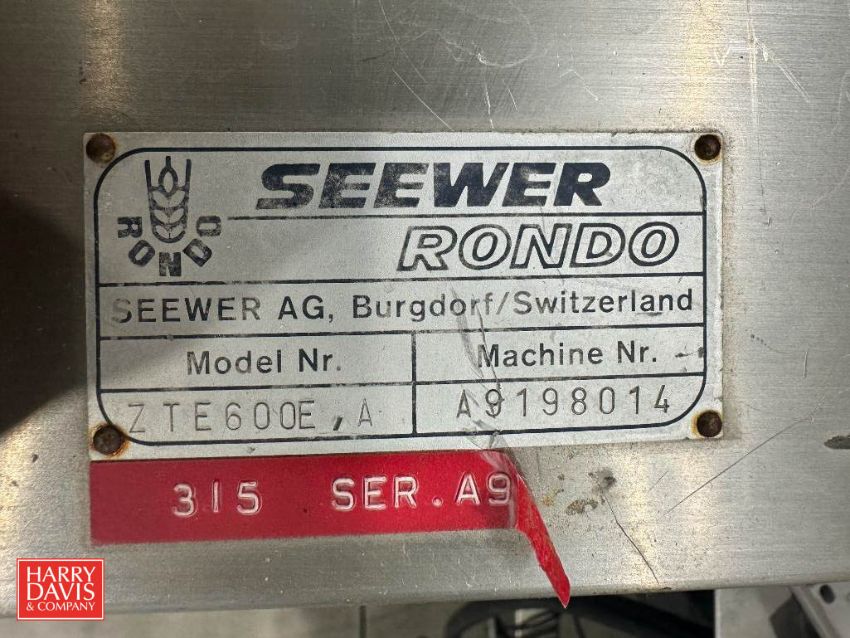 SEEWER
RONDO
RONDO
SEEWER AG, Burgdorf/Switzerland
Model Nr.
Machine Nr.
ZTE600E,A
A9198014
315 SER.A9
HARRY
DAVIS
& COMPANY